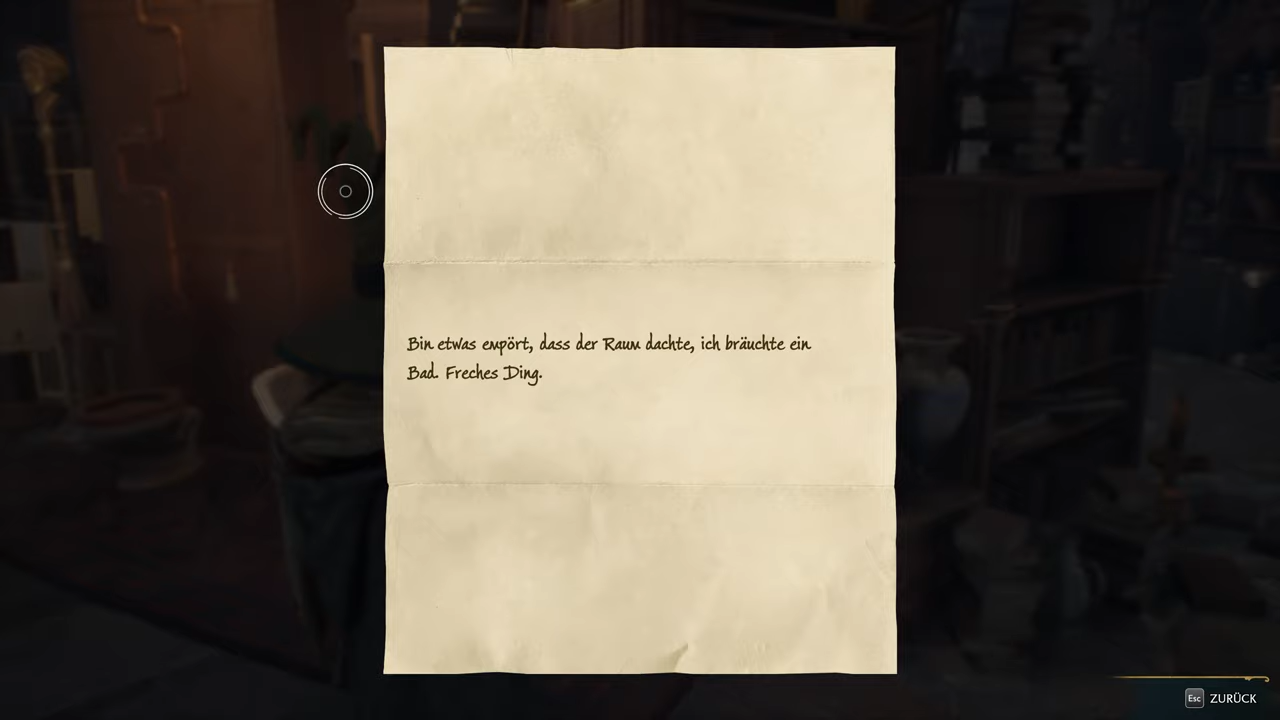 Bin etwas empört, dass der Raum dachte, ich bräuchte ein
Bad. Freches Ding.
Esc ZURÜCK